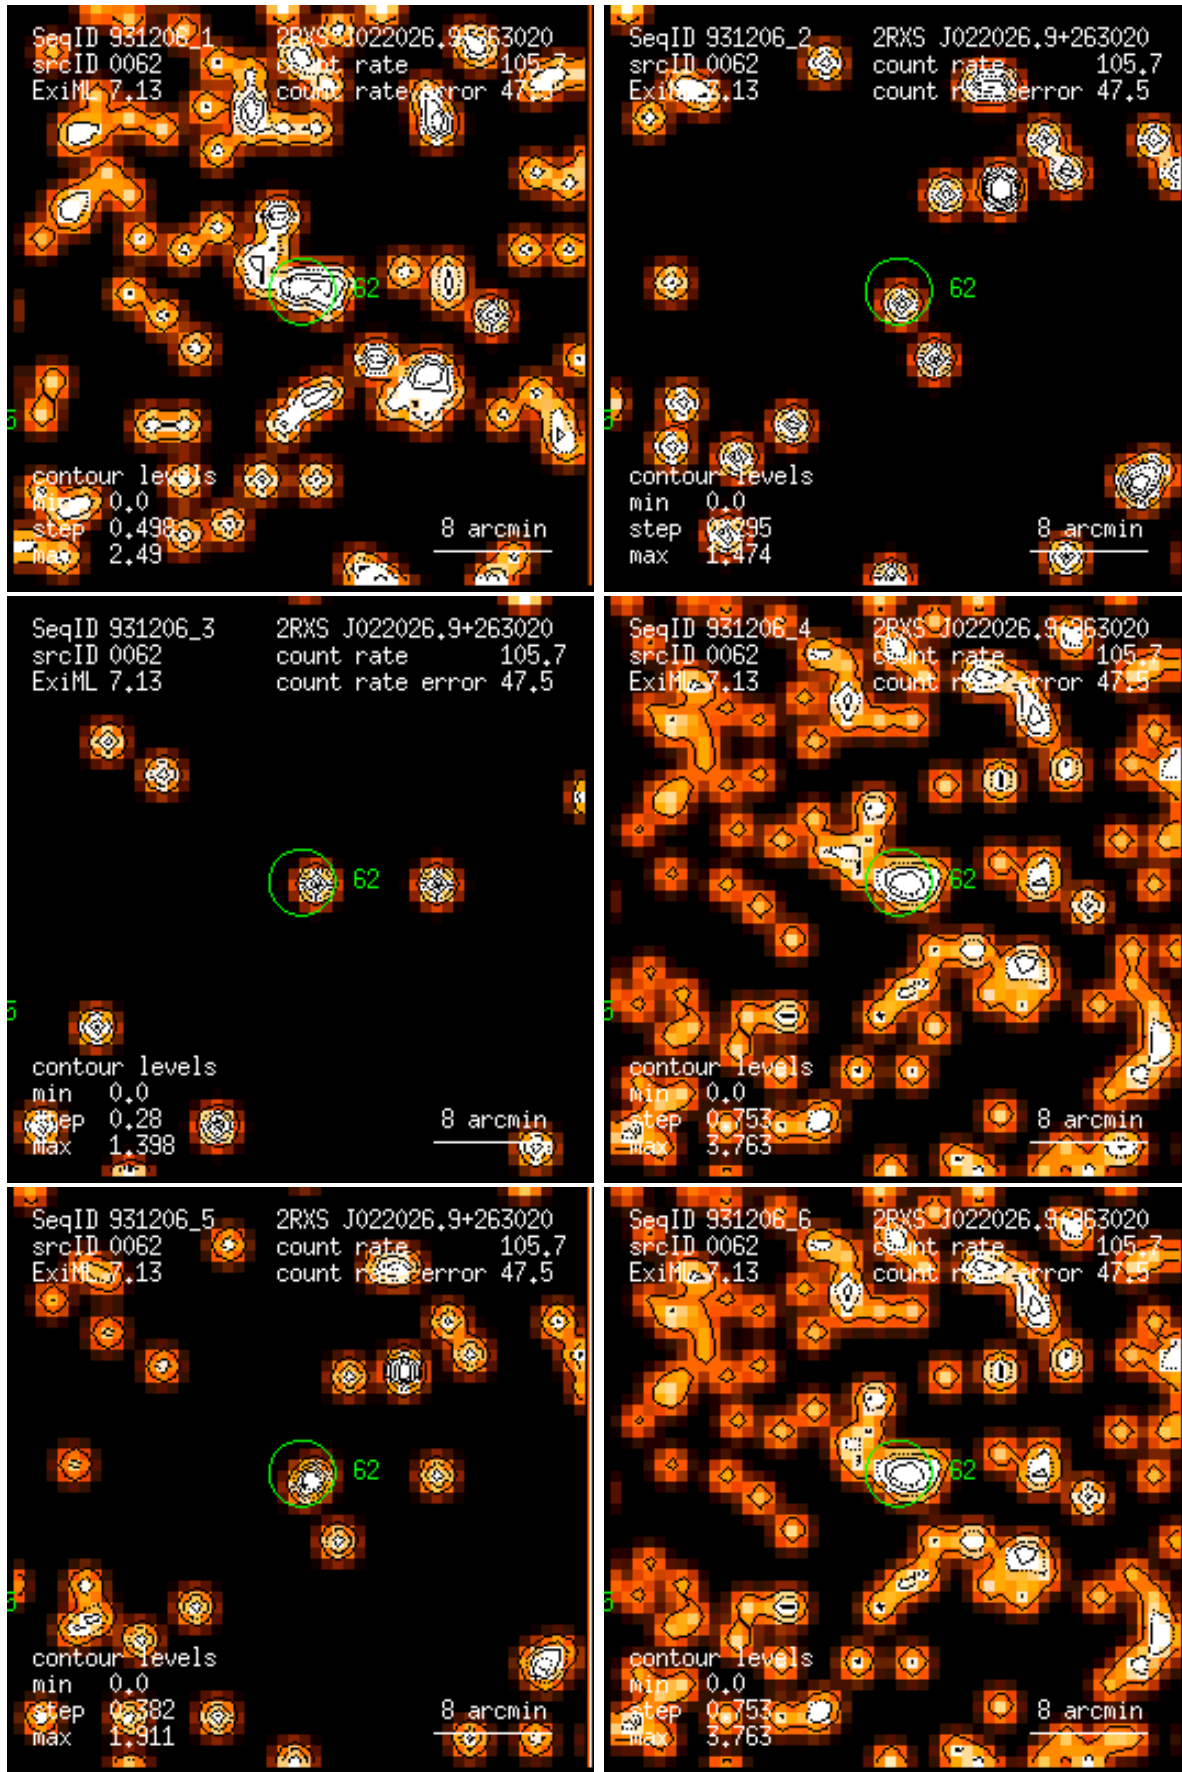 SeqID 931206_1 2RXS J022026.9+263020
srcID 0062 count rate 105.7
ExiML 7.13 count rate error 47.5
62
5
contour levels
min 0.0
step 0.498
max 2.49
8 arcmin
SeqID 931206_2 2RXS J022026.9+263020
srcID 0062 count rate 105.7
ExiML 7.13 count rate error 47.5
62
5
contour levels
min 0.0
step 0.295
max 1.474
8 arcmin
SeqID 931206_3 2RXS J022026.9+263020
srcID 0062 count rate 105.7
ExiML 7.13 count rate error 47.5
62
5
contour levels
min 0.0
step 0.28
max 1.398
8 arcmin
SeqID 931206_4 2RXS J022026.9+263020
srcID 0062 count rate 105.7
ExiML 7.13 count rate error 47.5
62
5
contour levels
min 0.0
step 0.753
max 3.763
8 arcmin
SeqID 931206_5 2RXS J022026.9+263020
srcID 0062 count rate 105.7
ExiML 7.13 count rate error 47.5
62
5
contour levels
min 0.0
step 0.382
max 1.911
8 arcmin
SeqID 931206_6 2RXS J022026.9+263020
srcID 0062 count rate 105.7
ExiML 7.13 count rate error 47.5
62
5
contour levels
min 0.0
step 0.753
max 3.763
8 arcmin